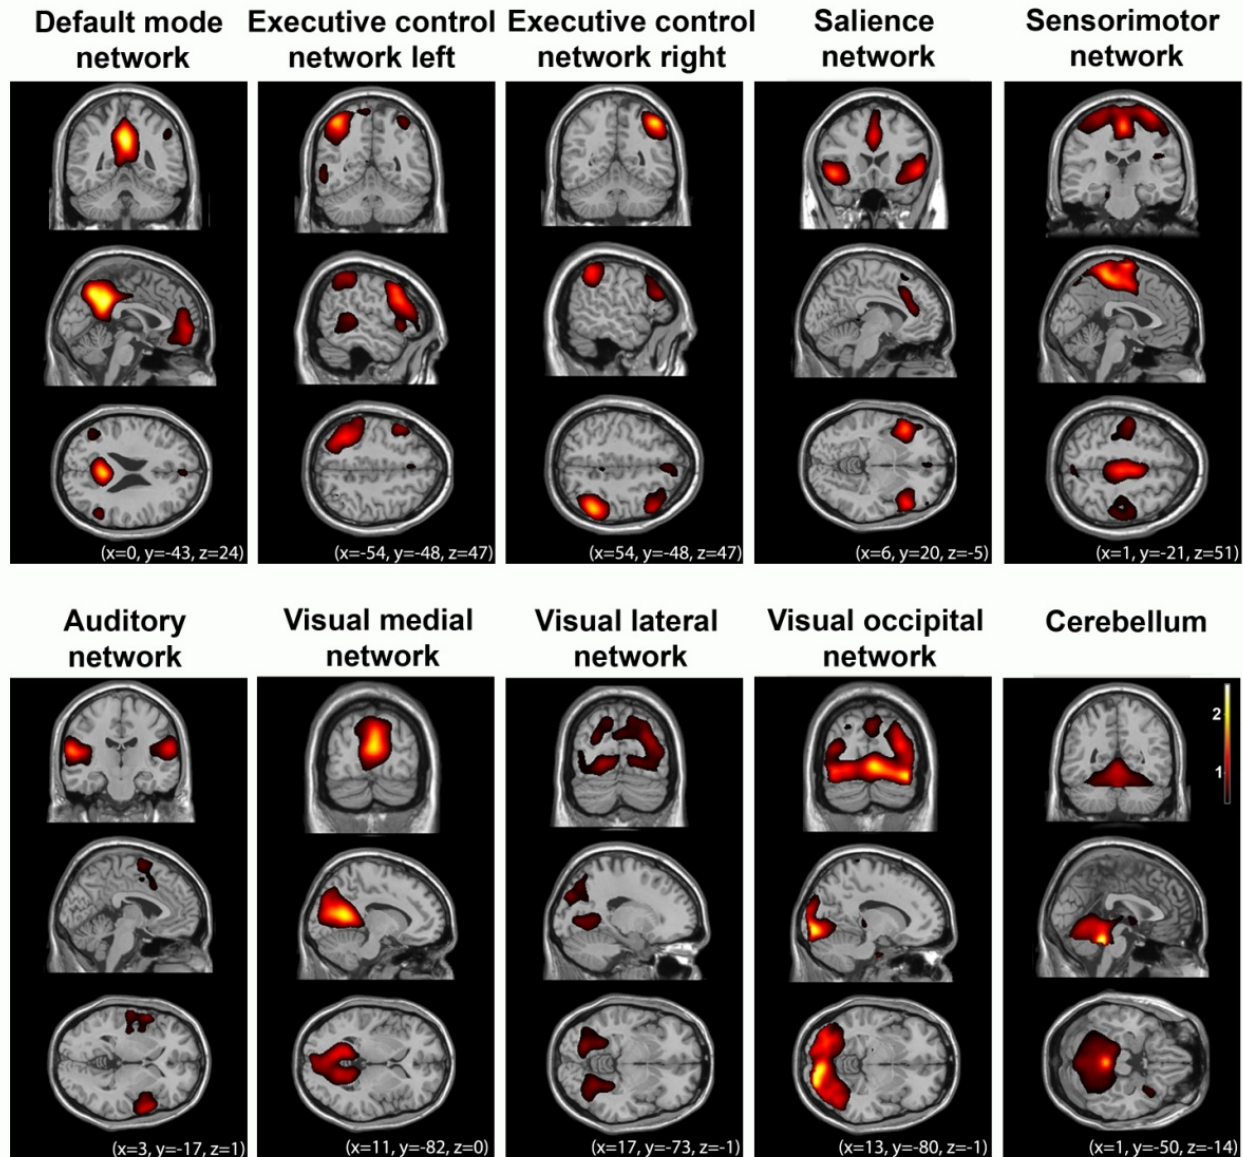 Default mode
network
Executive control
network left
Executive control
network right
Salience
network
Sensorimotor
network
(x=0, y=-43, z=24)
(x=-54, y=-48, z=47)
(x=54, y=-48, z=47)
(x=6, y=20, z=-5)
(x=1, y=-21, z=51)
Auditory
network
Visual medial
network
Visual lateral
network
Visual occipital
network
Cerebellum
2
1
(x=3, y=-17, z=1)
(x=11, y=-82, z=0)
(x=17, y=-73, z=-1)
(x=13, y=-80, z=-1)
(x=1, y=-50, z=-14)